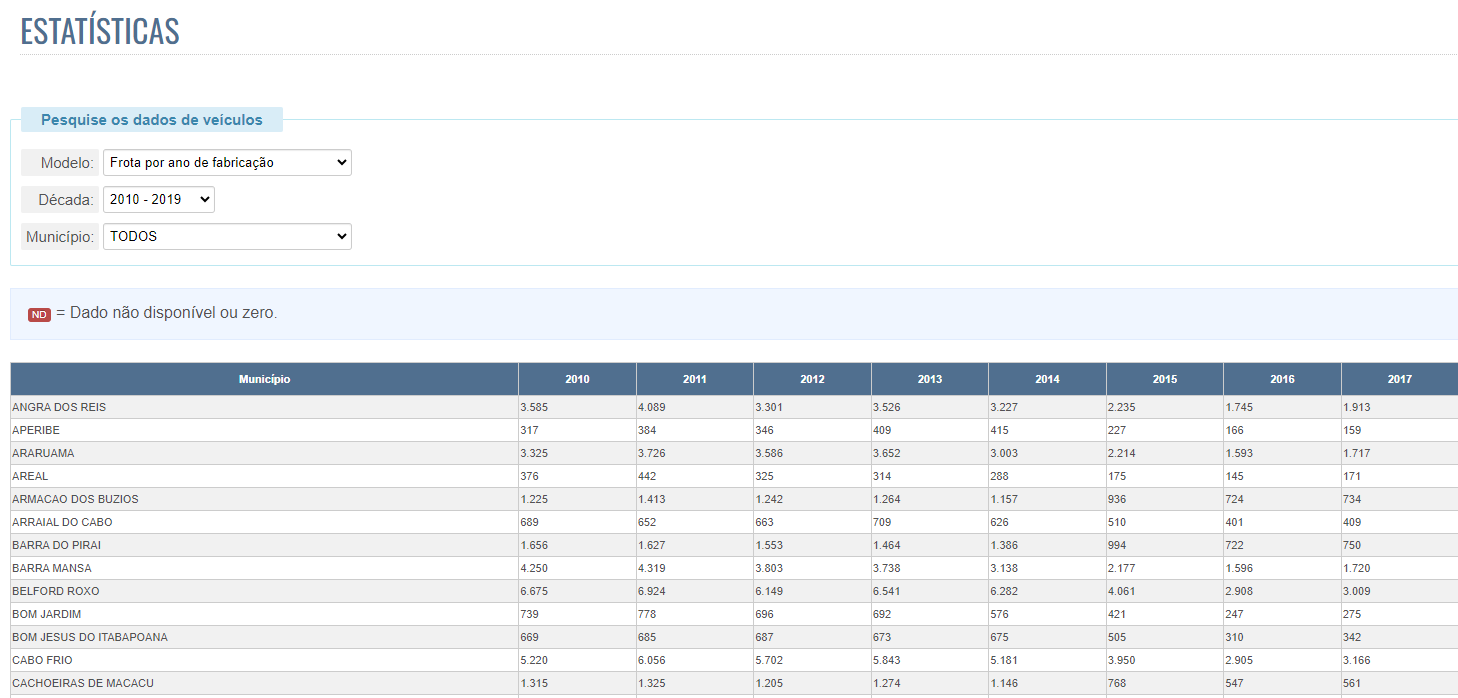 ESTATÍSTICAS
Pesquise os dados de veículos
Modelo: Frota por ano de fabricação
Década: 2010 - 2019
Município: TODOS
ND = Dado não disponível ou zero.
Município 2010 2011 2012 2013 2014 2015 2016 2017
ANGRA DOS REIS 3.585 4.089 3.301 3.526 3.227 2.235 1.745 1.913
APERIBE 317 384 346 409 415 227 166 159
ARARUAMA 3.325 3.726 3.586 3.652 3.003 2.214 1.593 1.717
AREAL 376 442 325 314 288 175 145 171
ARMACAO DOS BUZIOS 1.225 1.413 1.242 1.264 1.157 936 724 734
ARRAIAL DO CABO 689 652 663 709 626 510 401 409
BARRA DO PIRAI 1.656 1.627 1.553 1.464 1.386 994 722 750
BARRA MANSA 4.250 4.319 3.803 3.738 3.138 2.177 1.596 1.720
BELFORD ROXO 6.675 6.924 6.149 6.541 6.282 4.061 2.908 3.009
BOM JARDIM 739 778 696 692 576 421 247 275
BOM JESUS DO ITABAPOANA 669 685 687 673 675 505 310 342
CABO FRIO 5.220 6.056 5.702 5.843 5.181 3.950 2.905 3.166
CACHOEIRAS DE MACACU 1.315 1.325 1.205 1.274 1.146 768 547 561